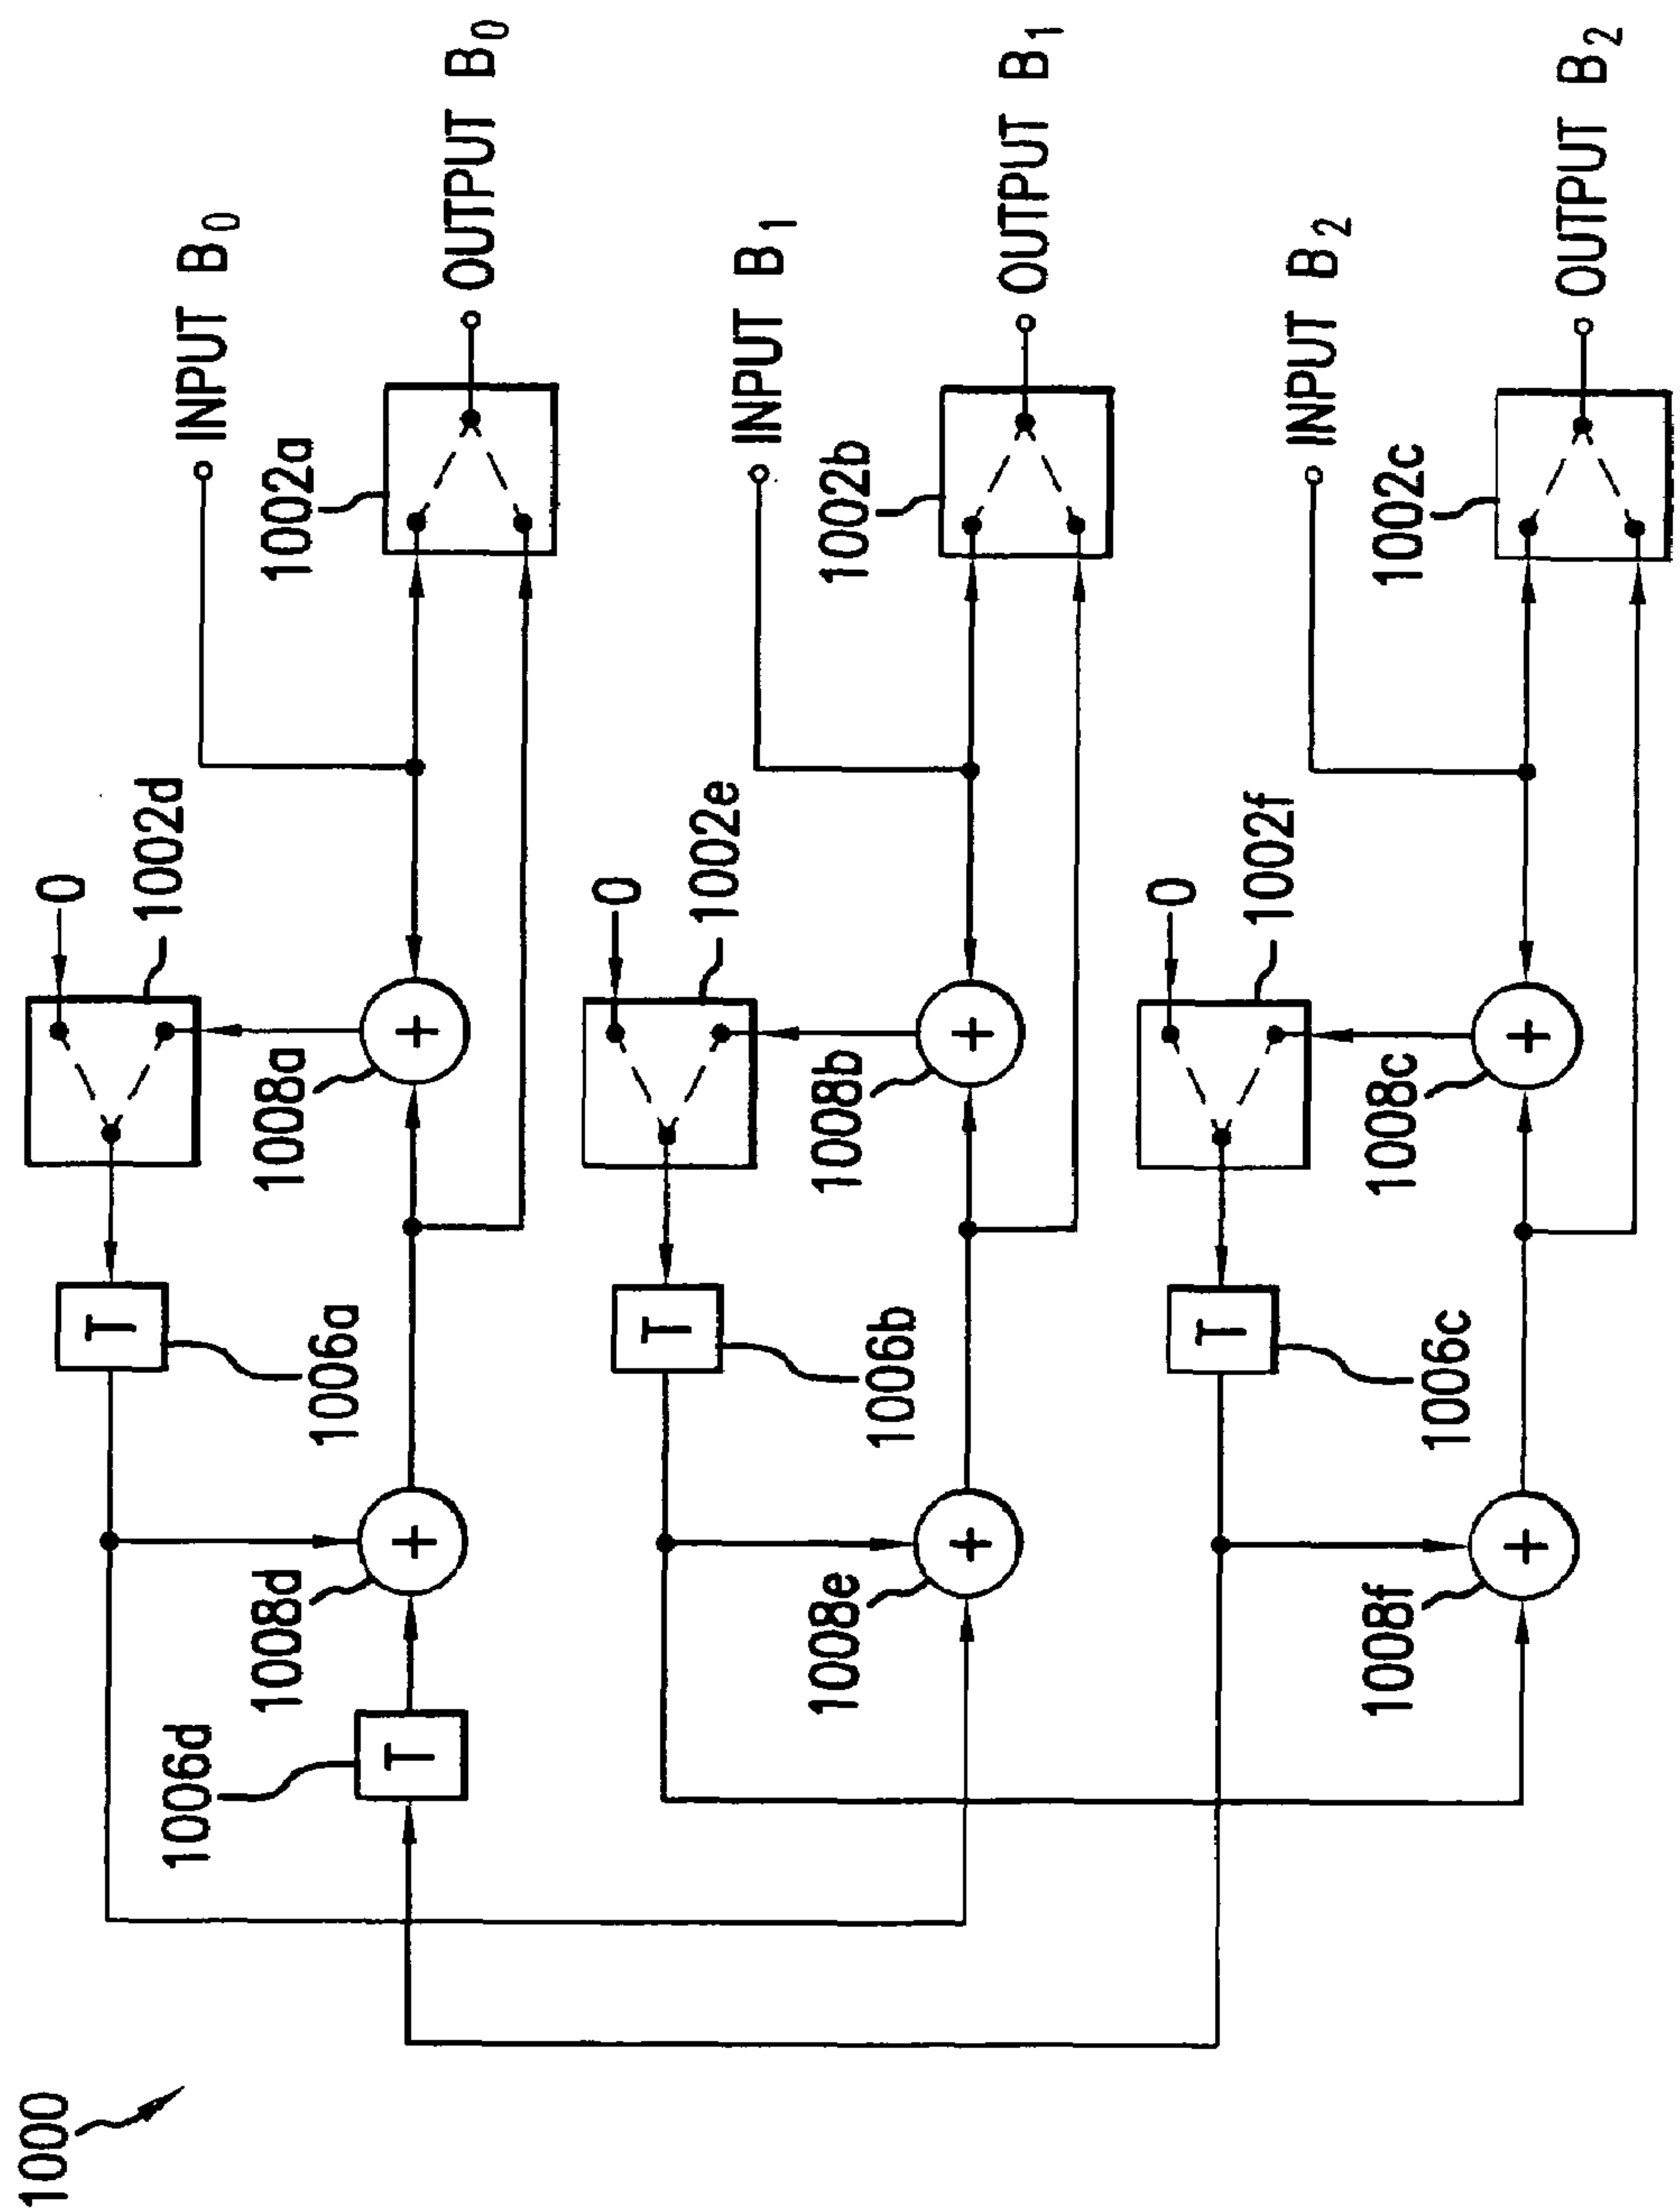 1000
INPUT B0
OUTPUT B0
1002a
0
1002d
1008a
T
1006a
1008d
1006d
T
INPUT B1
OUTPUT B1
1002b
0
1002e
1008b
T
1006b
1008e
INPUT B2
OUTPUT B2
1002c
0
1002f
1008c
T
1006c
1008f
+
+
+
+
+
+